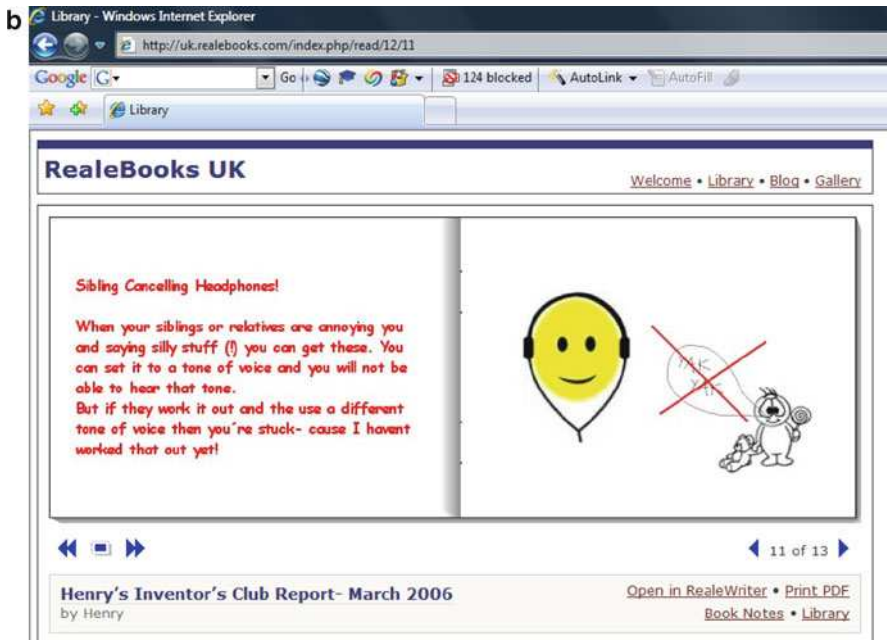 b
Library - Windows Internet Explorer
http://uk.realebooks.com/index.php/read/12/11
Google
G
Go
124 blocked
AutoLink
AutoFill
Library
RealeBooks UK
Welcome • Library • Blog • Gallery
Sibling Cancelling Headphones!
When your siblings or relatives are annoying you
and saying silly stuff (!) you can get these. You
can set it to a tone of voice and you will not be
able to hear that tone.
But if they work it out and the use a different
tone of voice then you´re stuck- cause I havent
worked that out yet!
YAK
YAK
11 of 13
Henry's Inventor's Club Report- March 2006
by Henry
Open in RealeWriter • Print PDF
Book Notes • Library